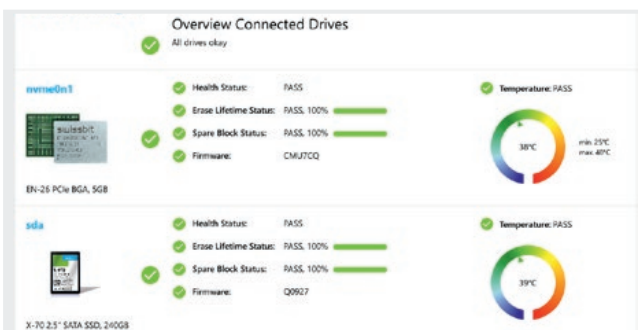 Overview Connected Drives
All drives okay
nvme0n1
Health Status: PASS
Erase Lifetime Status: PASS, 100%
Spare Block Status: PASS, 100%
Firmware: CMU7CQ
Temperature: PASS
38°C
min 25°C
max 40°C
swissbit
EN-26 PCIe BGA, 5GB
sda
Health Status: PASS
Erase Lifetime Status: PASS, 100%
Spare Block Status: PASS, 100%
Firmware: Q0927
Temperature: PASS
39°C
X-70 2.5" SATA SSD, 240GB